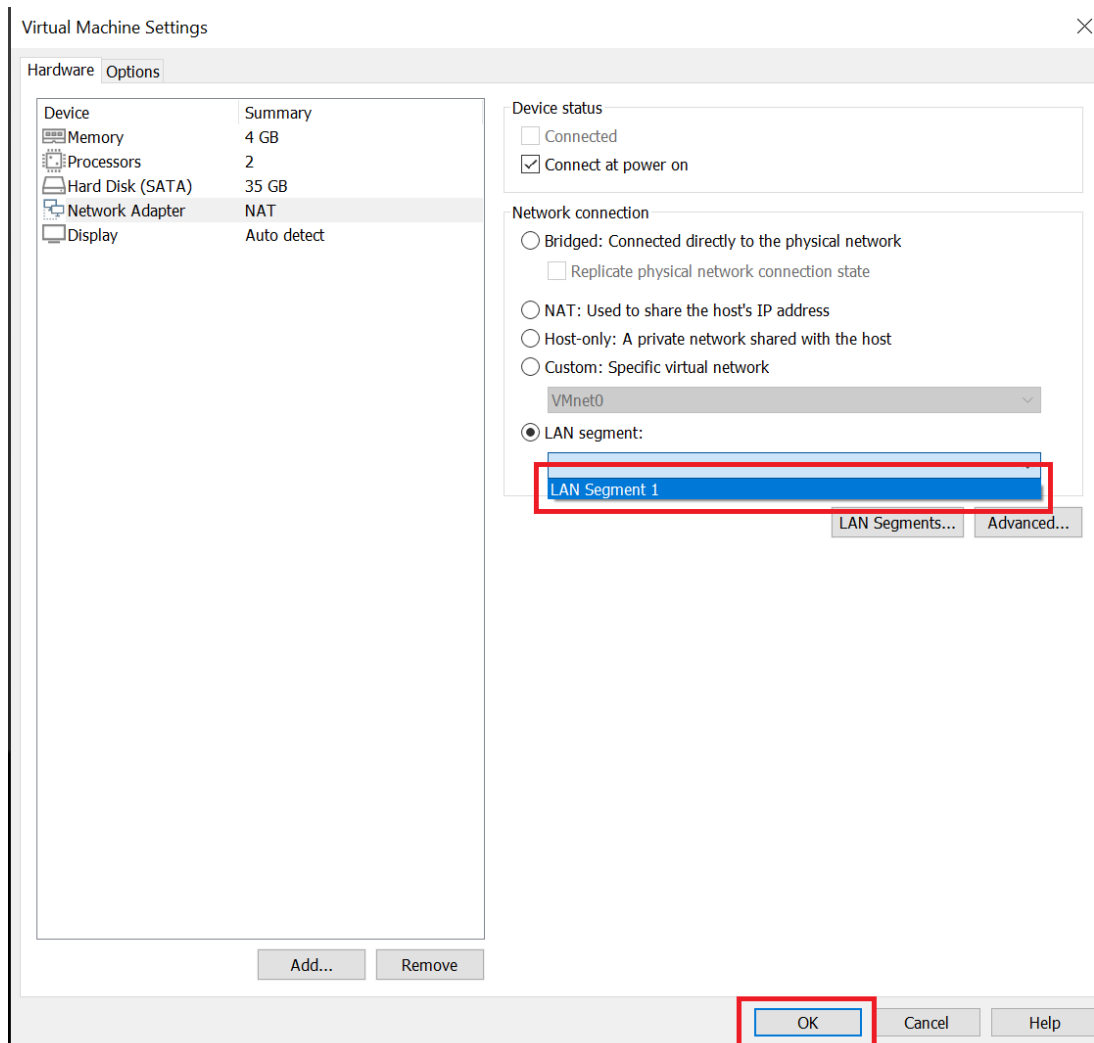 Virtual Machine Settings
Hardware Options
Device Summary
Memory 4 GB
Processors 2
Hard Disk (SATA) 35 GB
Network Adapter NAT
Display Auto detect
Add... Remove
Device status
Connected
Connect at power on
Network connection
Bridged: Connected directly to the physical network
Replicate physical network connection state
NAT: Used to share the host's IP address
Host-only: A private network shared with the host
Custom: Specific virtual network
VMnet0
LAN segment:
LAN Segment 1
LAN Segments... Advanced...
OK Cancel Help